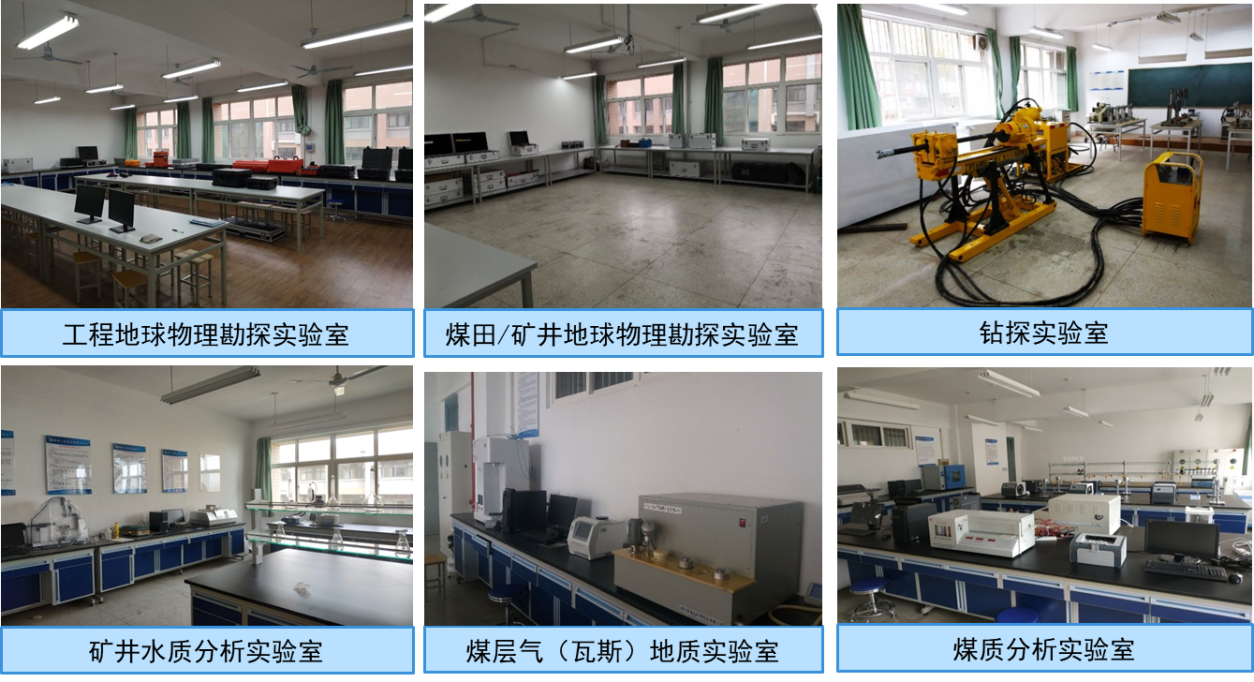 工程地球物理勘探实验室
煤田/矿井地球物理勘探实验室
钻探实验室
矿井水质分析实验室
煤层气（瓦斯）地质实验室
煤质分析实验室